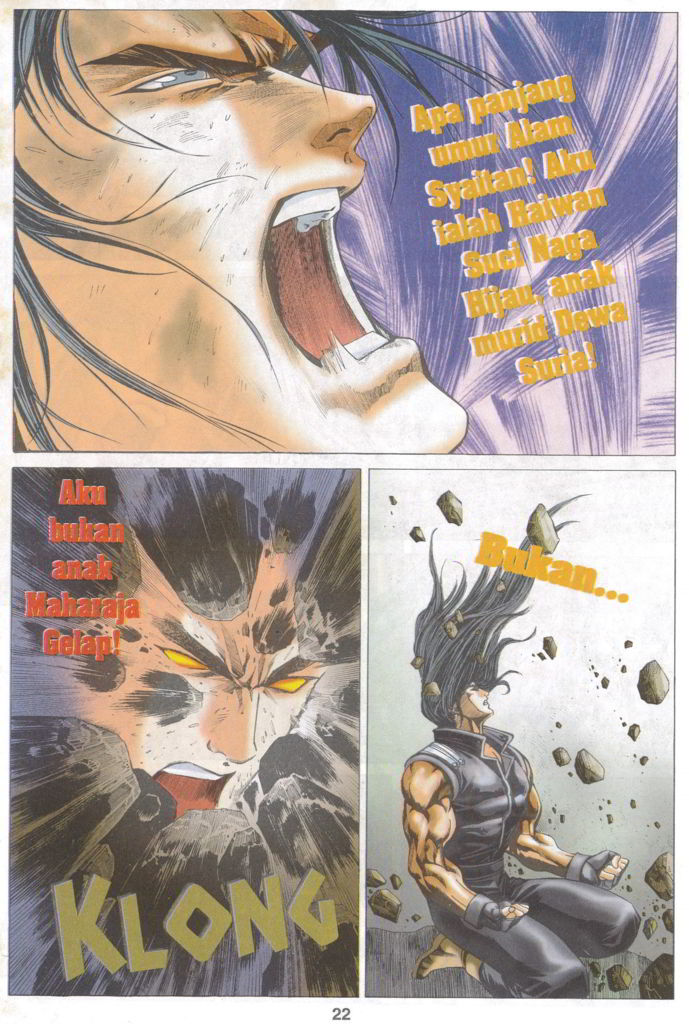 Apa panjang
umur Alam
Syaitan! Aku
ialah Haiwan
Suci Naga
Hijau, anak
murid Dewa
Suria!
Aku
bukan
anak
Maharaja
Gelap!
Bukan...
KLONG
22